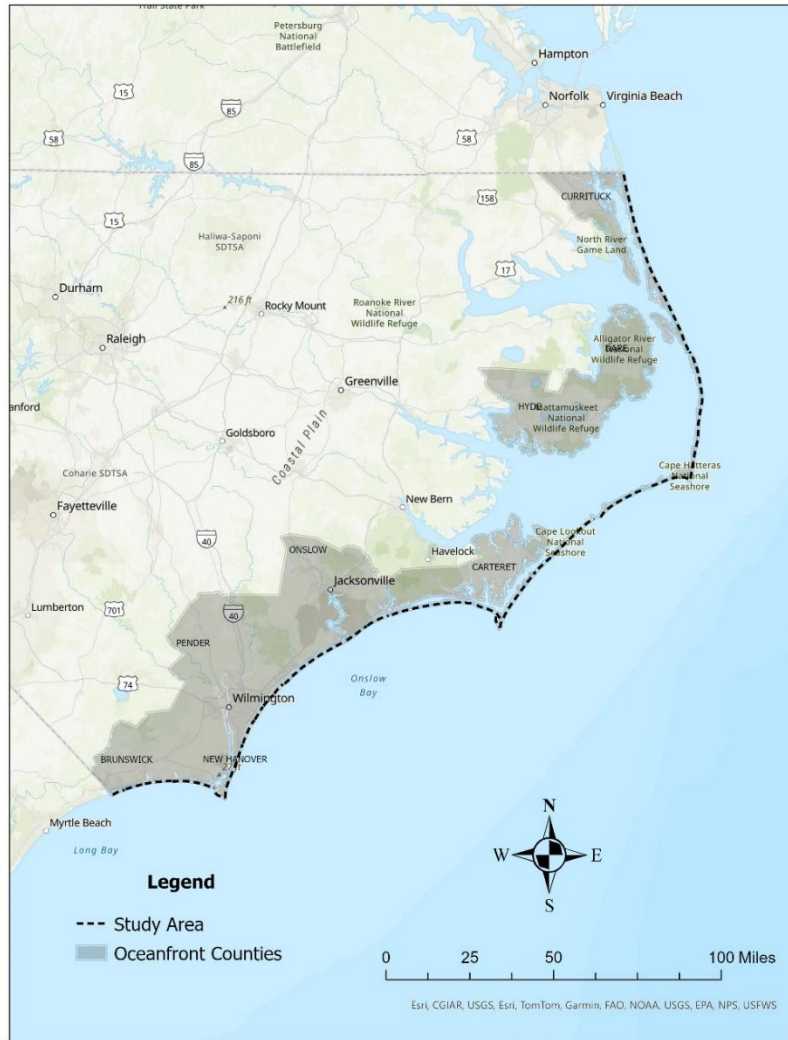 Trail State Park
Petersburg
National
Battlefield
Hampton
Norfolk
Virginia Beach
15
85
58
58
85
CURRITUCK
158
15
North River
Game Land
Haliwa-Saponi
SDTSA
17
Durham
216 ft
Rocky Mount
Roanoke River
National
Wildlife Refuge
Raleigh
Alligator River
National
Wildlife Refuge
DARE
Greenville
anford
HYDE
Mattamuskeet
National
Wildlife Refuge
Goldsboro
Coastal Plain
Coharie SDTSA
Cape Hatteras
National
Seashore
Fayetteville
New Bern
40
Cape Lookout
National
Seashore
ONSLOW
Havelock
CARTERET
Jacksonville
Lumberton
701
40
PENDER
74
Onslow
Bay
Wilmington
BRUNSWICK
NEW HANOVER
Myrtle Beach
Long Bay
N
W
E
S
Legend
Study Area
Oceanfront Counties
0 25 50 100 Miles
Esri, CGIAR, USGS, Esri, TomTom, Garmin, FAO, NOAA, USGS, EPA, NPS, USFWS